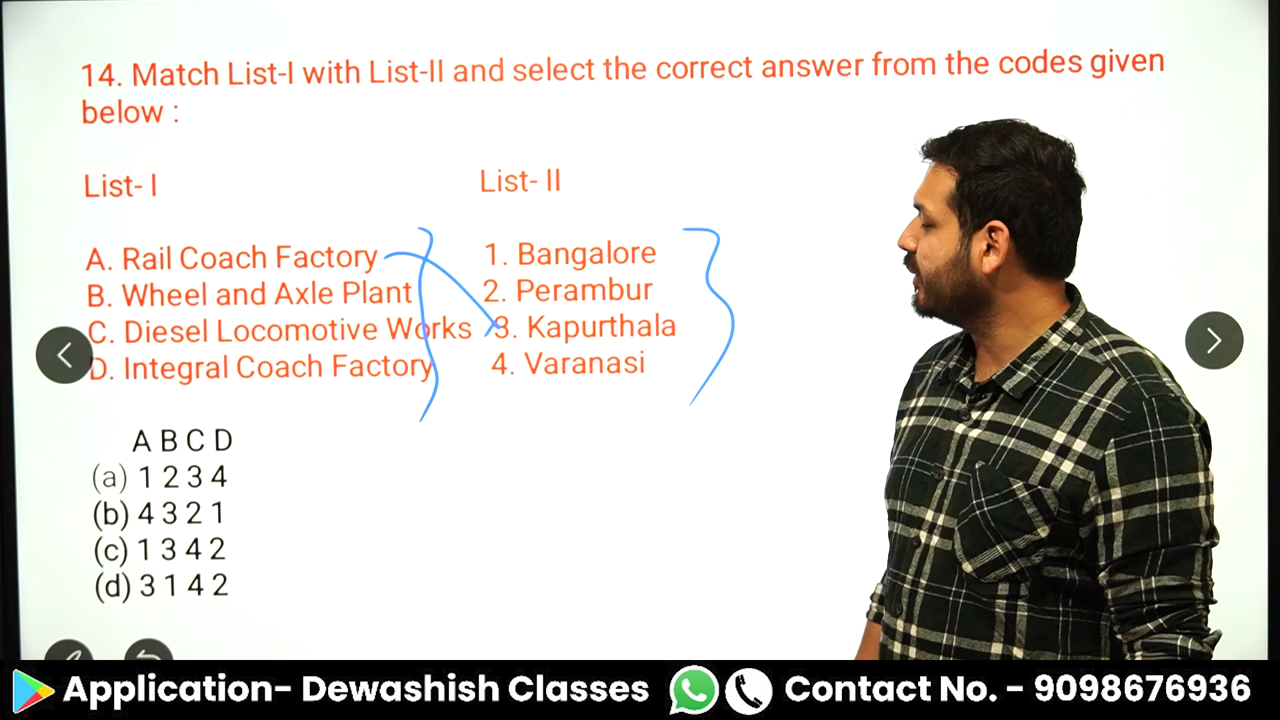 14. Match List-I with List-II and select the correct answer from the codes given
below :
List- I
List- II
A. Rail Coach Factory
1. Bangalore
B. Wheel and Axle Plant
2. Perambur
C. Diesel Locomotive Works
3. Kapurthala
D. Integral Coach Factory
4. Varanasi
A B C D
(a) 1 2 3 4
(b) 4 3 2 1
(c) 1 3 4 2
(d) 3 1 4 2
Application- Dewashish Classes
Contact No. - 9098676936